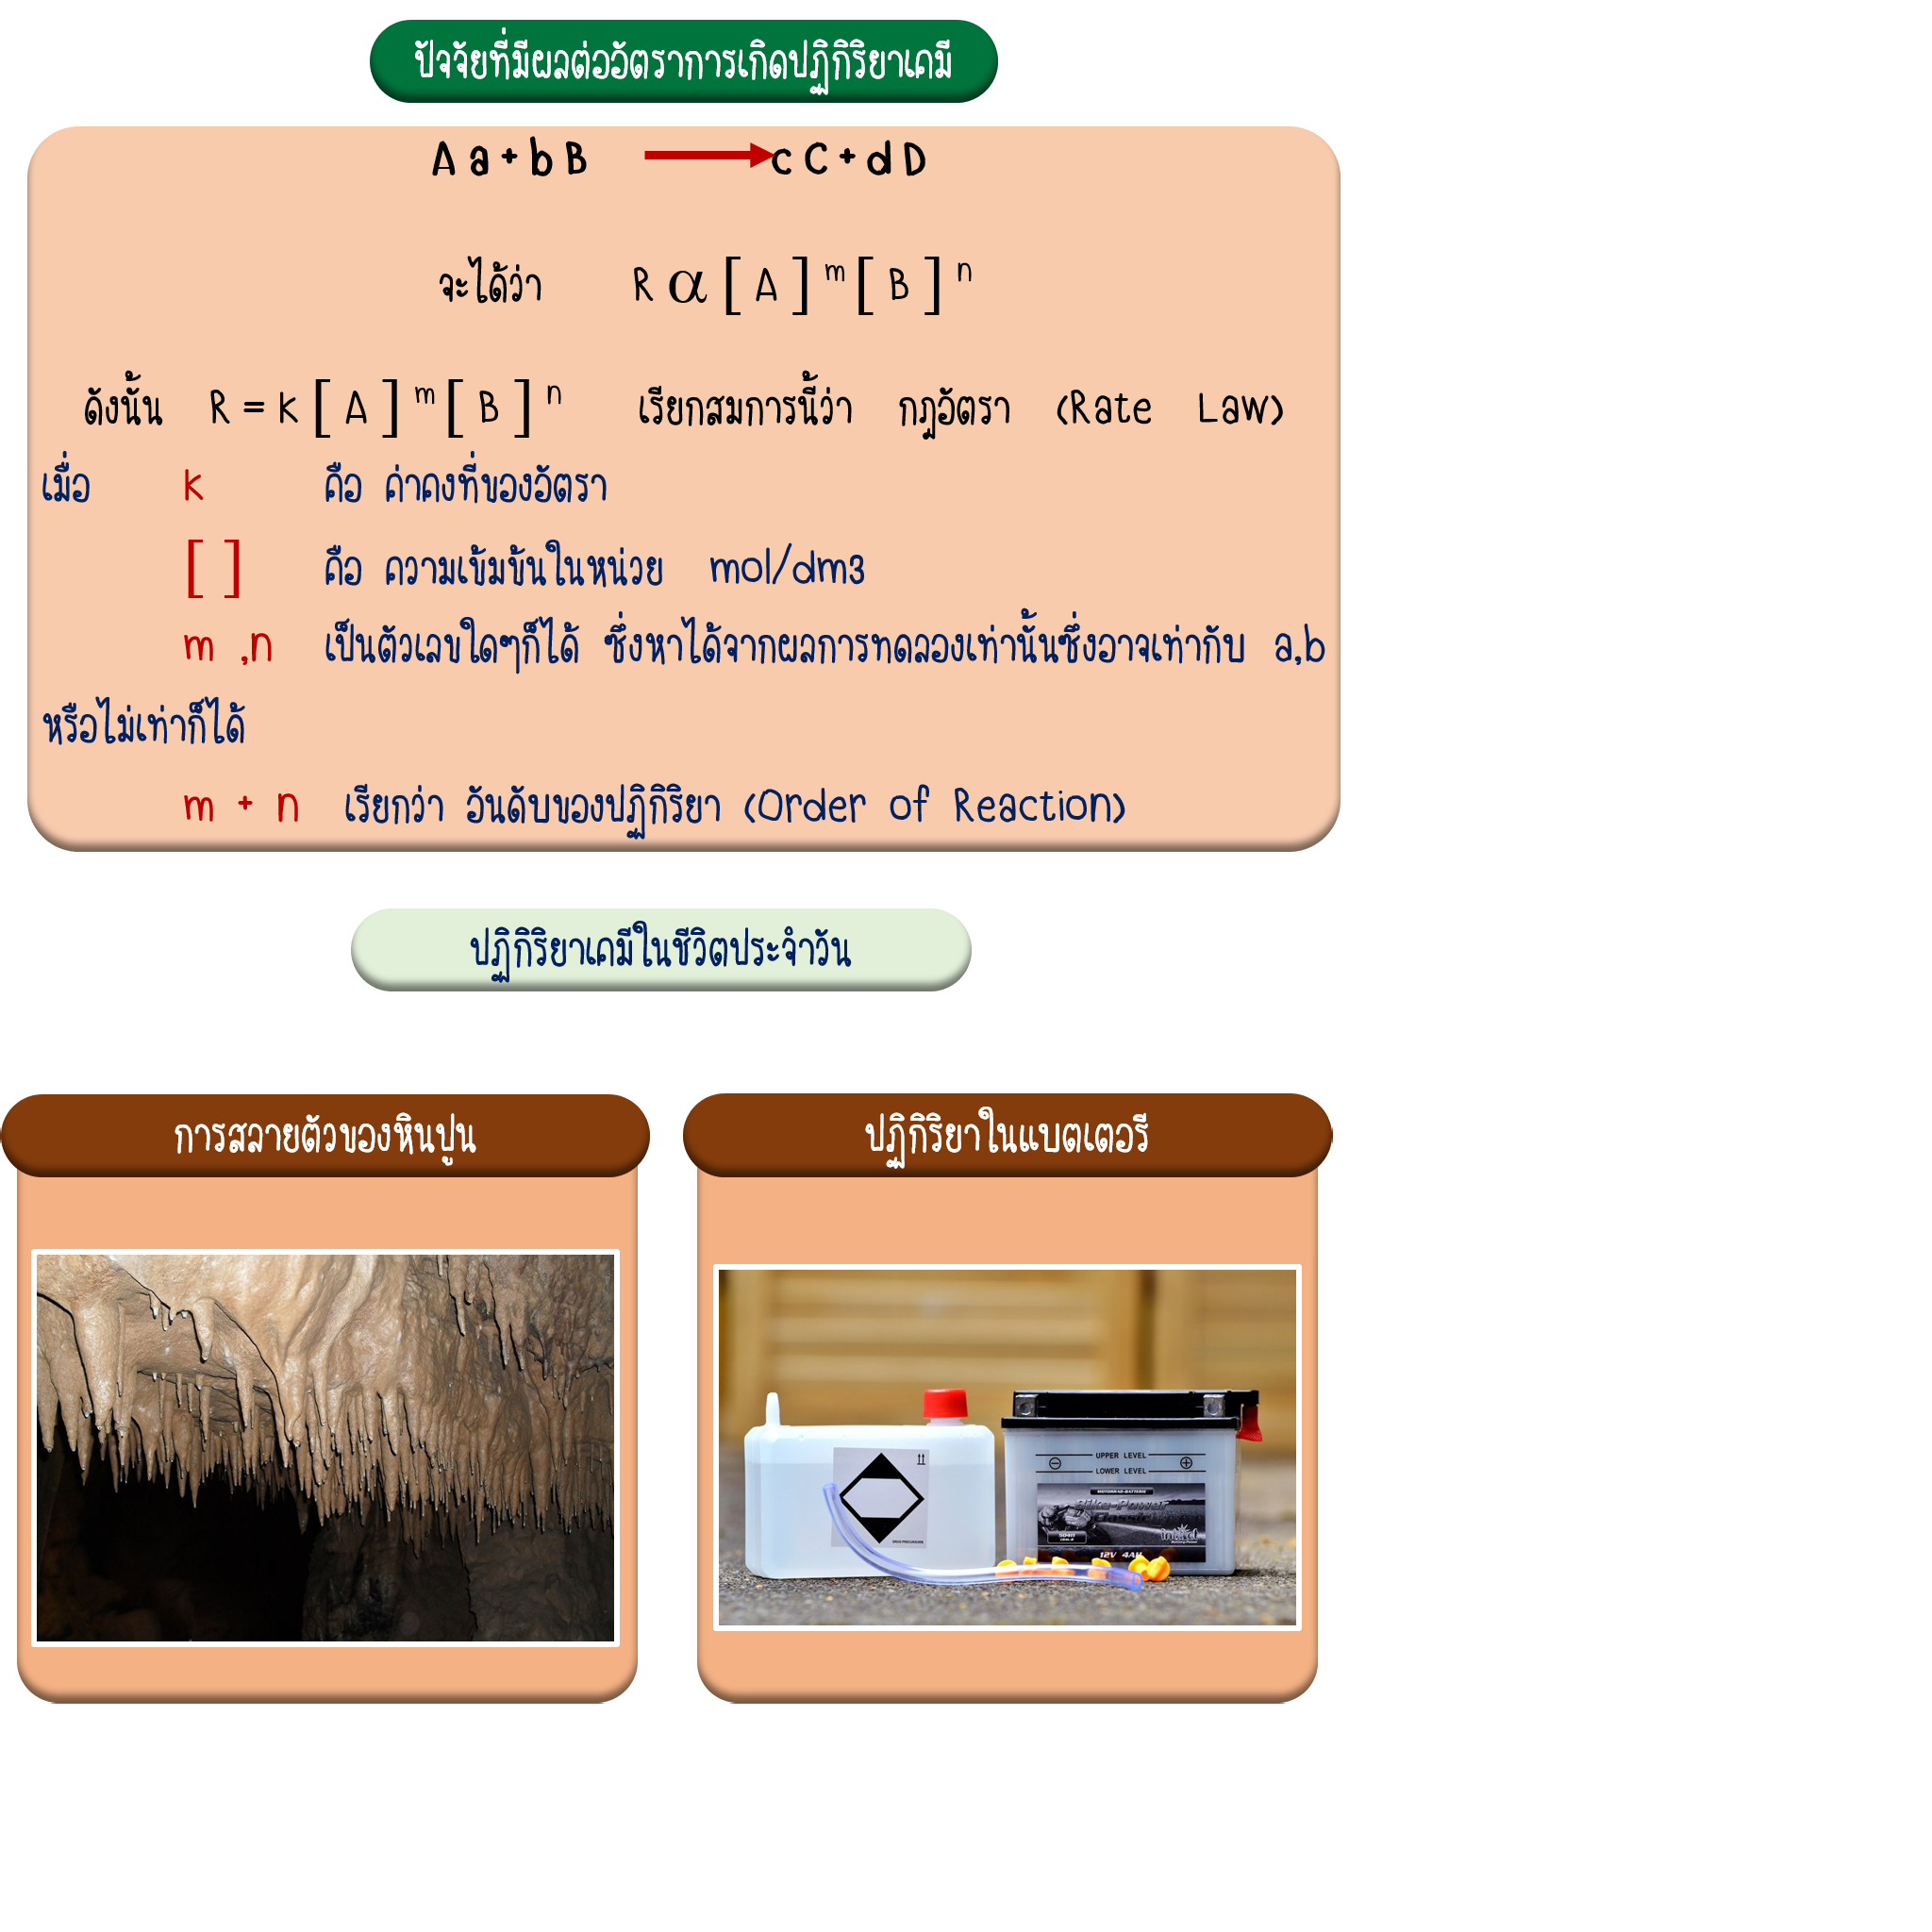 ปัจจัยที่มีผลต่ออัตราการเกิดปฏิกิริยาเคมี
A a + b B → c C + d D
จะได้ว่า R α [ A ] ᵐ [ B ] ⁿ
ดังนั้น R = k [ A ] ᵐ [ B ] ⁿ เรียกสมการนี้ว่า กฎอัตรา (Rate Law)
เมื่อ k คือ ค่าคงที่ของอัตรา
[ ] คือ ความเข้มข้นในหน่วย mol/dm3
m ,n เป็นตัวเลขใดๆก็ได้ ซึ่งหาได้จากผลการทดลองเท่านั้นซึ่งอาจเท่ากับ a,b
หรือไม่เท่าก็ได้
m + n เรียกว่า อันดับของปฏิกิริยา (Order of Reaction)
ปฏิกิริยาเคมีในชีวิตประจำวัน
การสลายตัวของหินปูน
ปฏิกิริยาในแบตเตอรี
UPPER LEVEL
LOWER LEVEL
MOTORRAD-BATTERIE
Bike-Power
Classic
intAct
12V 4AH